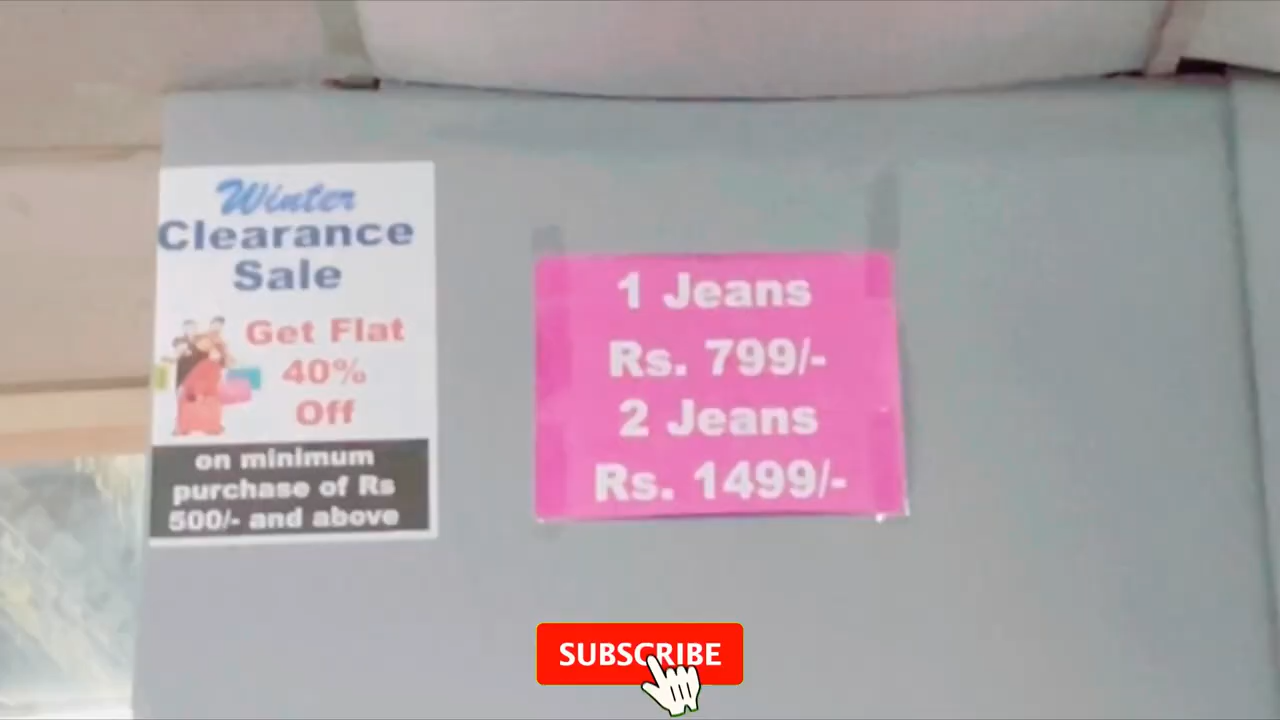 Winter
Clearance
Sale
Get Flat
40%
Off
on minimum
purchase of Rs
500/- and above
1 Jeans
Rs. 799/-
2 Jeans
Rs. 1499/-
SUBSCRIBE